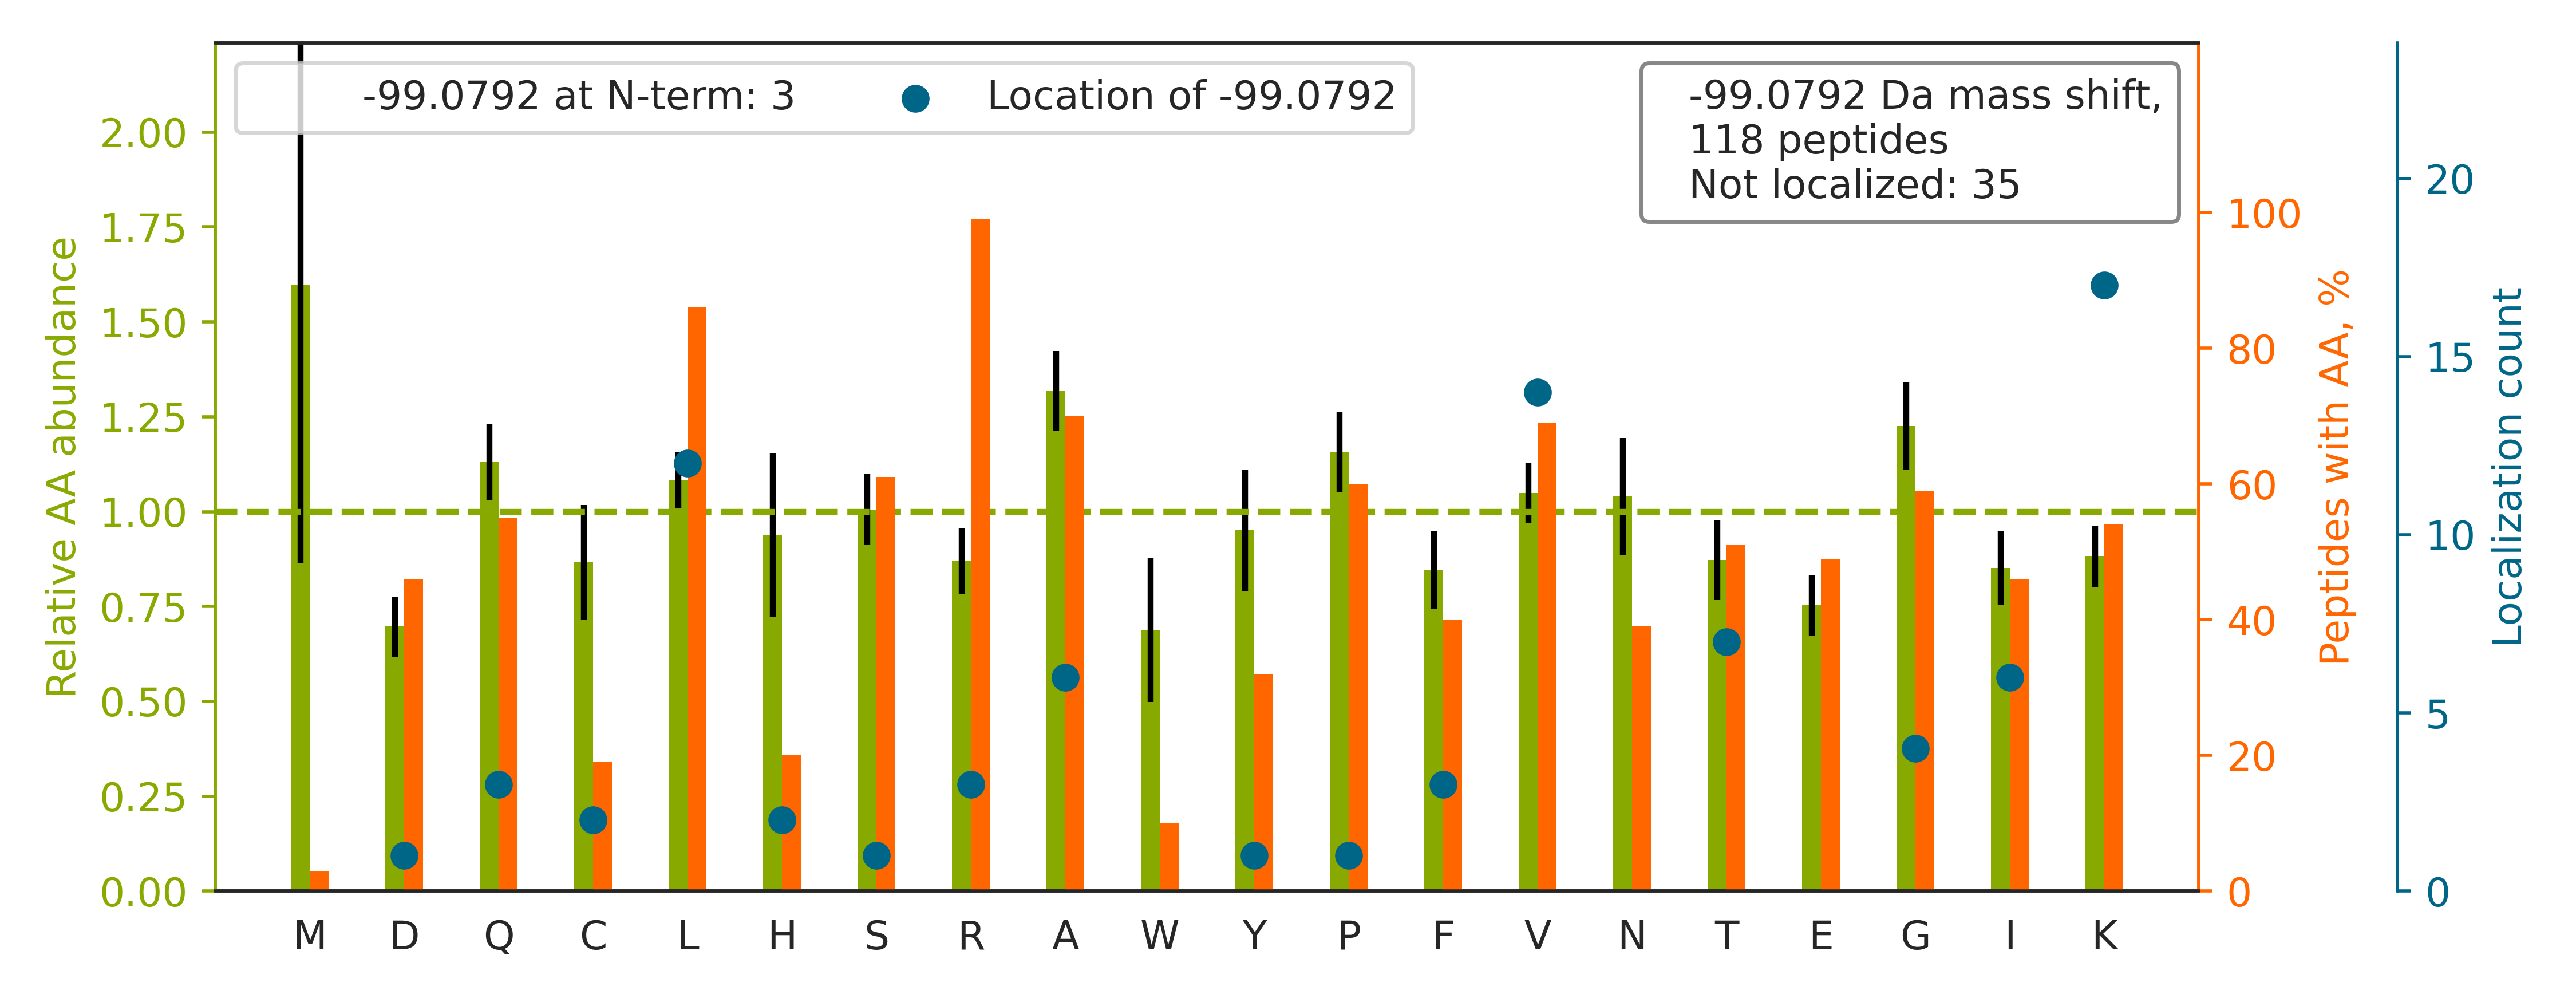 -99.0792 at N-term: 3
Location of -99.0792
-99.0792 Da mass shift,
118 peptides
Not localized: 35
Relative AA abundance
2.00
1.75
1.50
1.25
1.00
0.75
0.50
0.25
0.00
M D Q C L H S R A W Y P F V N T E G I K
100
80
60
40
20
0
Peptides with AA, %
20
15
10
5
0
Localization count